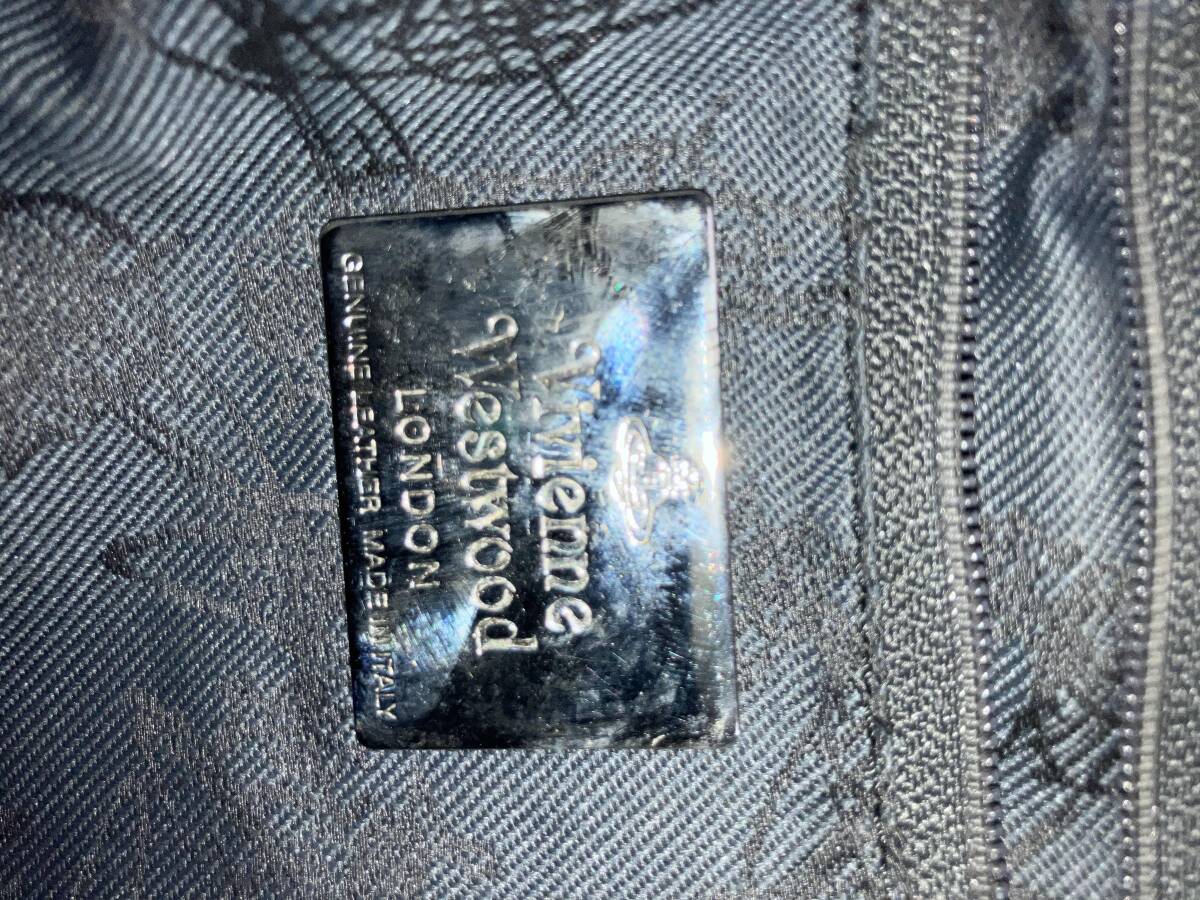 Vivienne
Westwood
LONDON
GENUINE LEATHER MADE IN ITALY